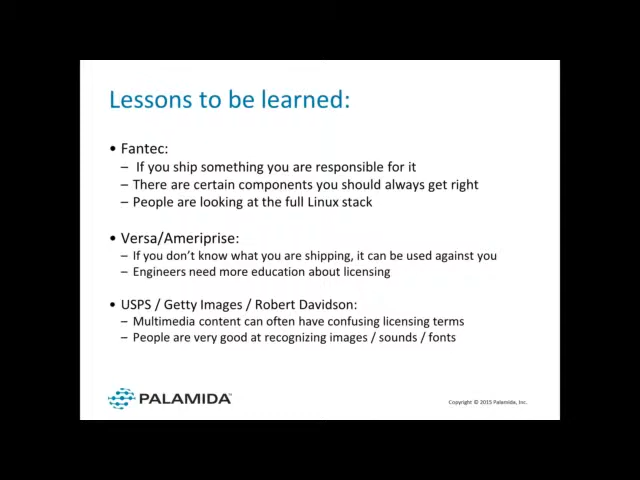 Lessons to be learned:
• Fantec:
– If you ship something you are responsible for it
– There are certain components you should always get right
– People are looking at the full Linux stack
• Versa/Ameriprise:
– If you don't know what you are shipping, it can be used against you
– Engineers need more education about licensing
• USPS / Getty Images / Robert Davidson:
– Multimedia content can often have confusing licensing terms
– People are very good at recognizing images / sounds / fonts
PALAMIDA™
Copyright © 2015 Palamida, Inc.